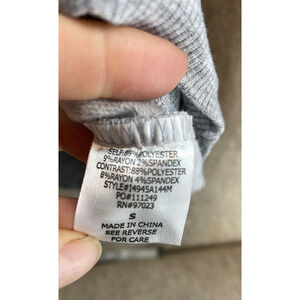 SELF:89%POLYESTER
9%RAYON 2%SPANDEX
CONTRAST:88%POLYESTER
8%RAYON 4%SPANDEX
STYLE#14945A144M
PO#111249
RN#97023
S
MADE IN CHINA
SEE REVERSE
FOR CARE